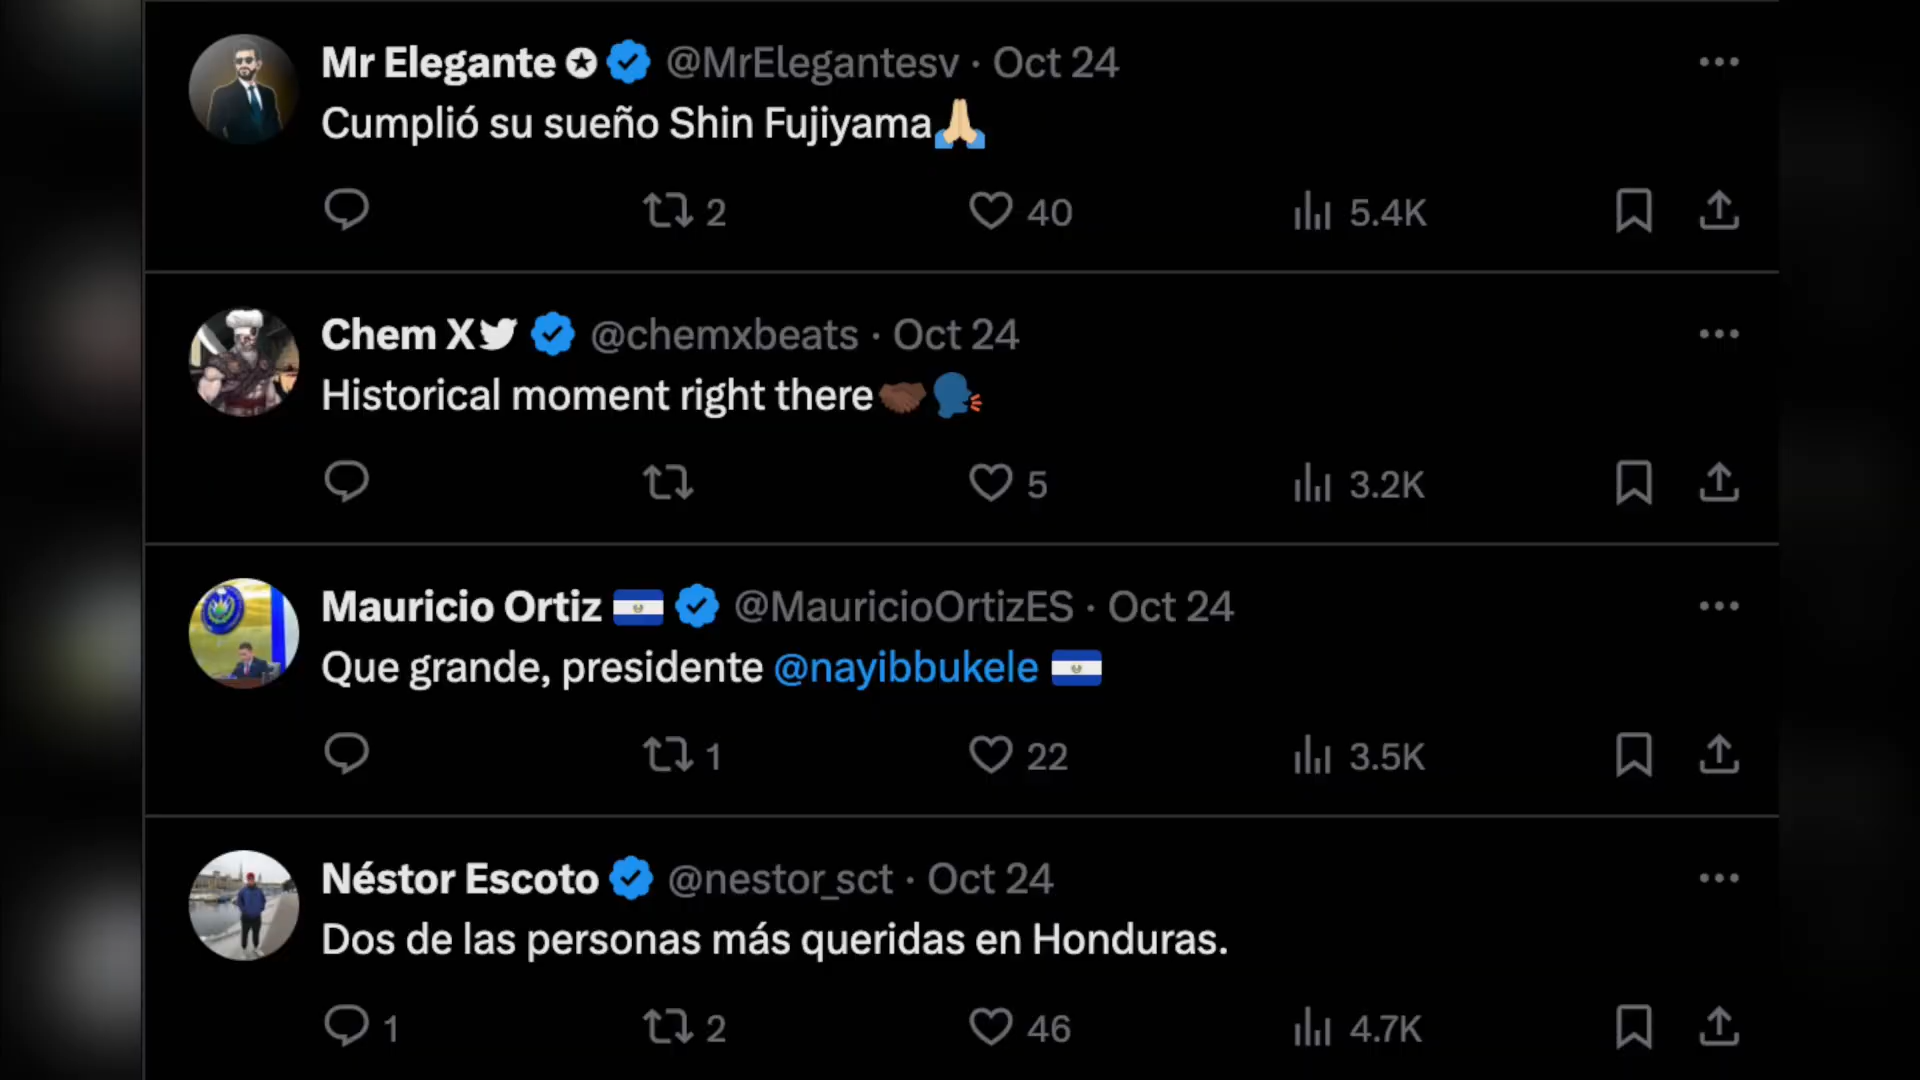 Mr Elegante @MrElegantesv · Oct 24
Cumplió su sueño Shin Fujiyama🙏🏼
2 40 5.4K
Chem X @chemxbeats · Oct 24
Historical moment right there🤝🏾🗣️
5 3.2K
Mauricio Ortiz 🇸🇻 @MauricioOrtizES · Oct 24
Que grande, presidente @nayibbukele 🇸🇻
1 22 3.5K
Néstor Escoto @nestor_sct · Oct 24
Dos de las personas más queridas en Honduras.
1 2 46 4.7K